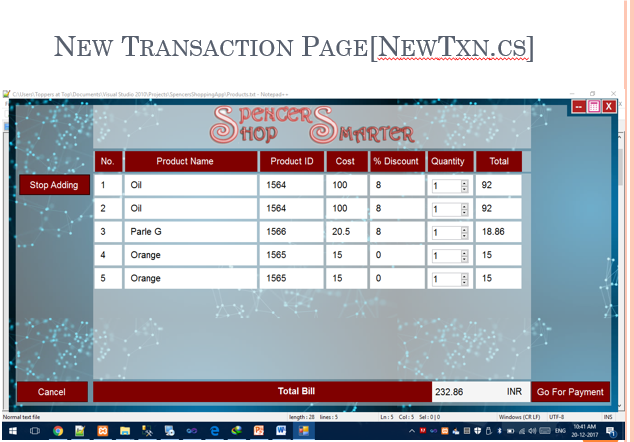 NEW TRANSACTION PAGE[NEWTXN.CS]
C:\Users\Toppers at Top\Documents\Visual Studio 2010\Projects\SpencersShoppingApp\Products.txt - Notepad++
SPENCERS
SHOP SMARTER
No. Product Name Product ID Cost % Discount Quantity Total
Stop Adding 1 Oil 1564 100 8 1 92
2 Oil 1564 100 8 1 92
3 Parle G 1566 20.5 8 1 18.86
4 Orange 1565 15 0 1 15
5 Orange 1565 15 0 1 15
Cancel Total Bill 232.86 INR Go For Payment
Normal text file length : 28 lines : 5 Ln : 5 Col : 5 Sel : 0 | 0 Windows (CR LF) UTF-8 INS
ENG 10:41 AM
20-12-2017